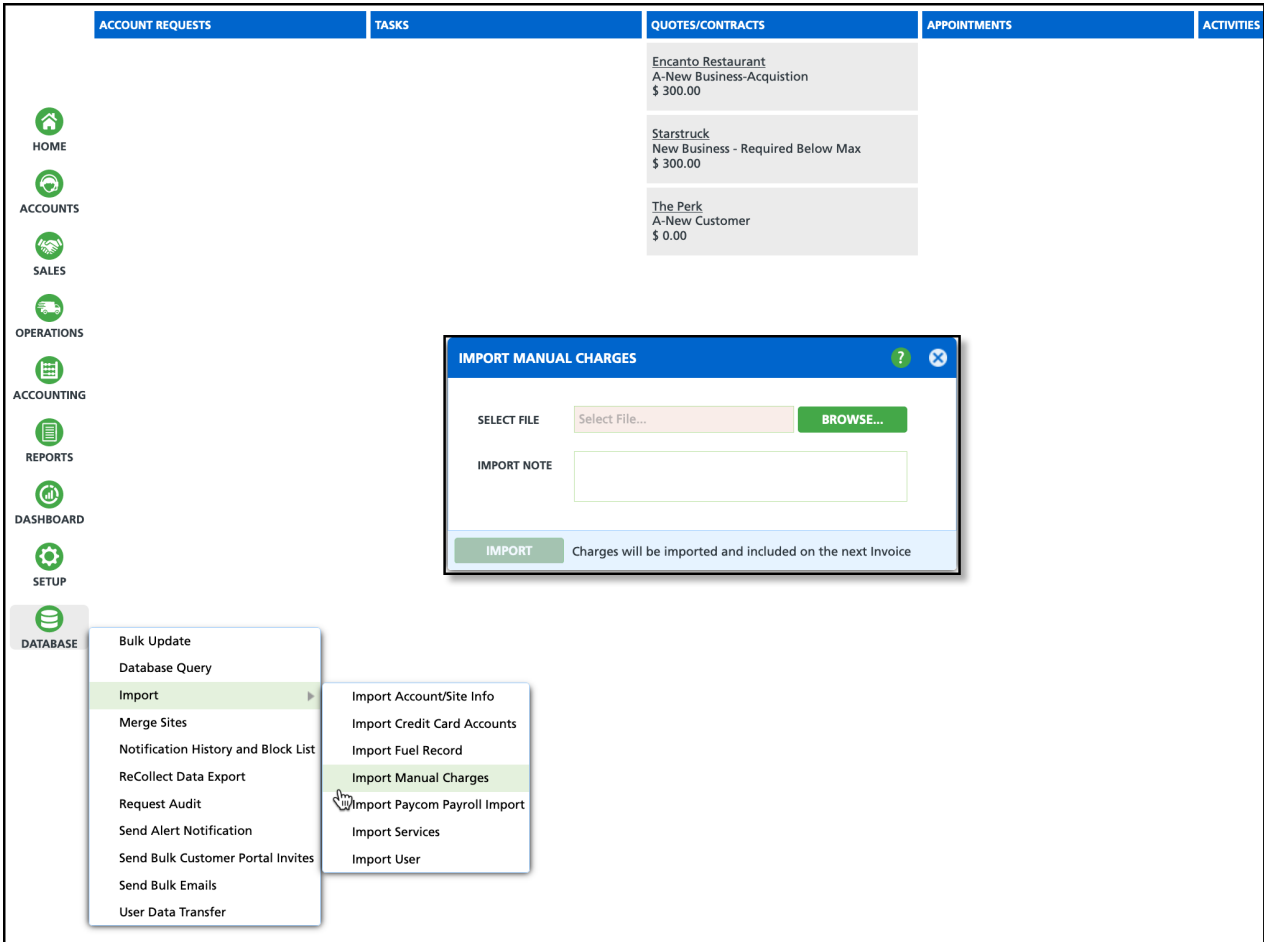 ACCOUNT REQUESTS
TASKS
QUOTES/CONTRACTS
APPOINTMENTS
ACTIVITIES
Encanto Restaurant
A-New Business-Acquistion
$ 300.00
Starstruck
New Business - Required Below Max
$ 300.00
The Perk
A-New Customer
$ 0.00
HOME
ACCOUNTS
SALES
OPERATIONS
ACCOUNTING
REPORTS
DASHBOARD
SETUP
DATABASE
IMPORT MANUAL CHARGES
?
SELECT FILE
Select File...
BROWSE...
IMPORT NOTE
IMPORT
Charges will be imported and included on the next Invoice
Bulk Update
Database Query
Import
Merge Sites
Notification History and Block List
ReCollect Data Export
Request Audit
Send Alert Notification
Send Bulk Customer Portal Invites
Send Bulk Emails
User Data Transfer
Import Account/Site Info
Import Credit Card Accounts
Import Fuel Record
Import Manual Charges
Import Paycom Payroll Import
Import Services
Import User